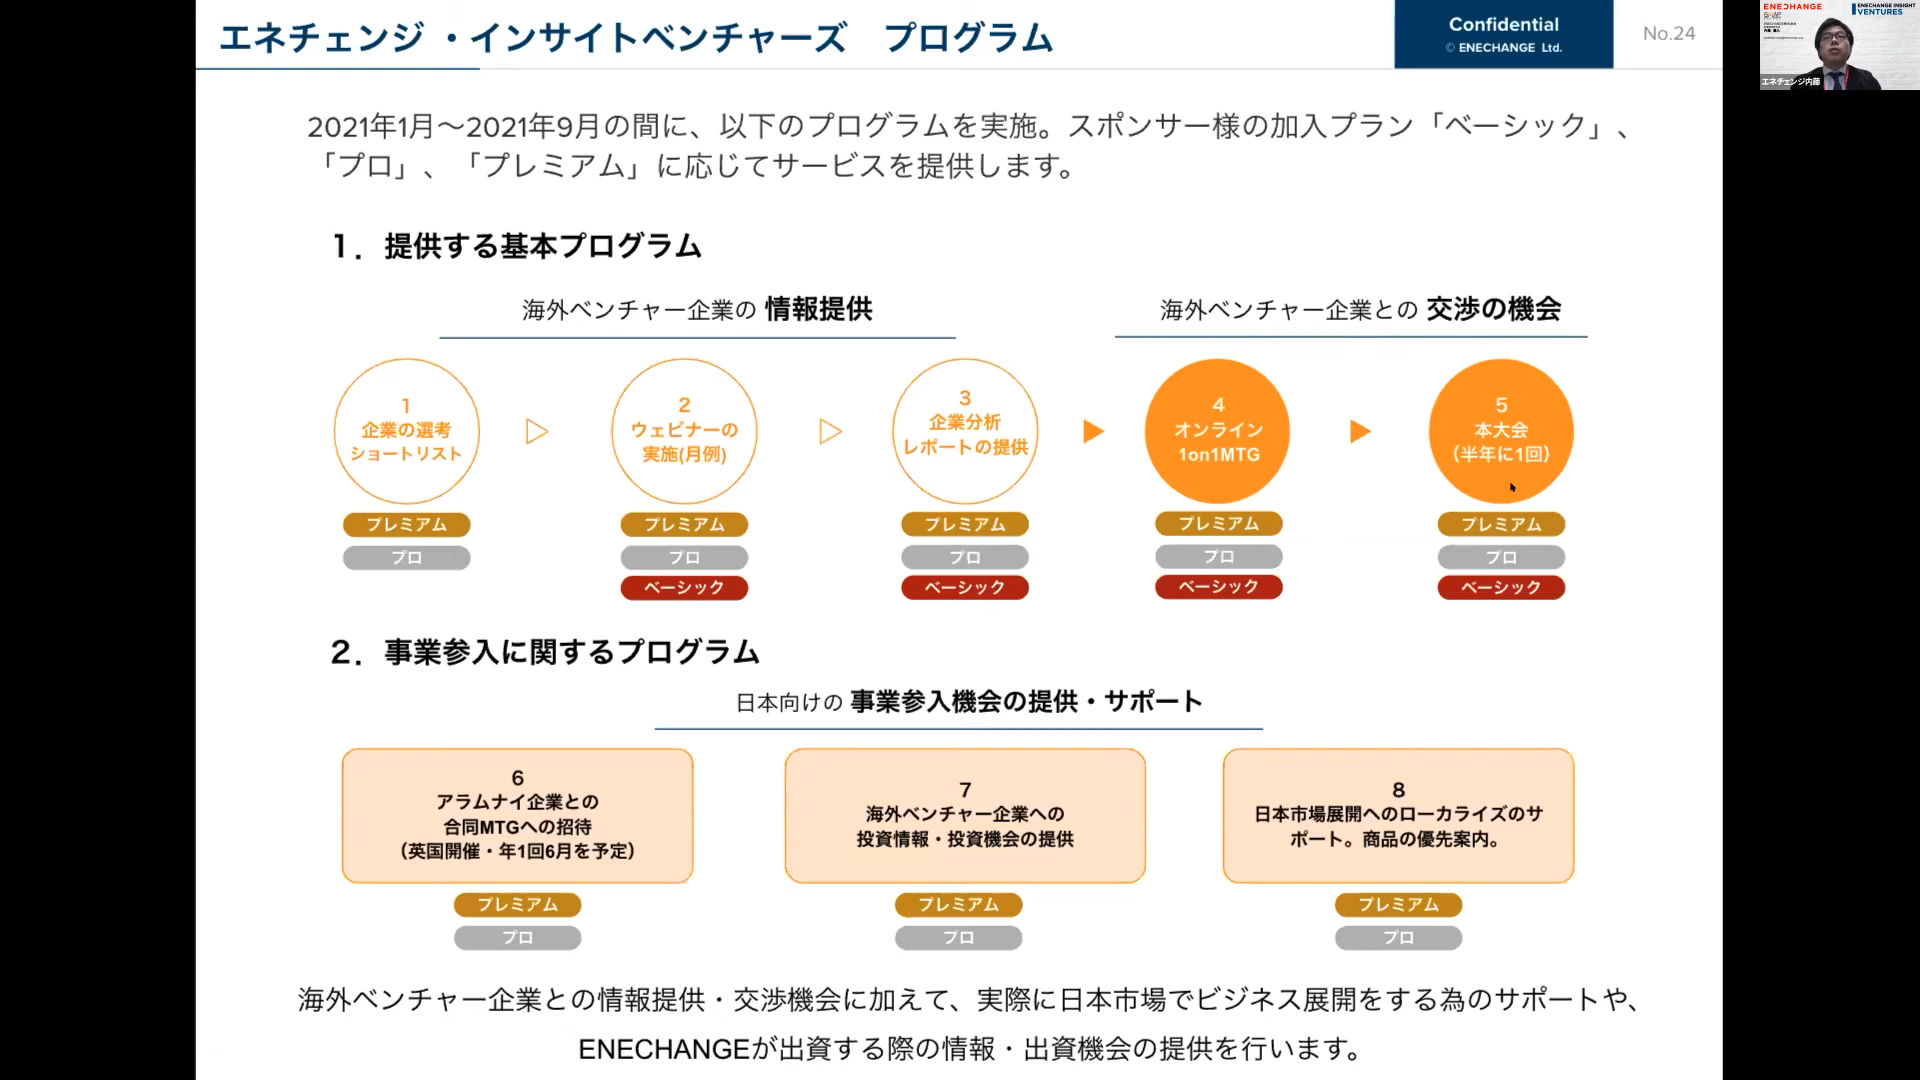 エネチェンジ・インサイトベンチャーズ　プログラム
Confidential
© ENECHANGE Ltd.
No.24
ENECHANGE
ENECHANGE INSIGHT
VENTURES
エネチェンジ内藤
2021年1月〜2021年9月の間に、以下のプログラムを実施。スポンサー様の加入プラン「ベーシック」、
「プロ」、「プレミアム」に応じてサービスを提供します。
1．提供する基本プログラム
海外ベンチャー企業の 情報提供
海外ベンチャー企業との 交渉の機会
1
企業の選考
ショートリスト
プレミアム
プロ
2
ウェビナーの
実施(月例)
プレミアム
プロ
ベーシック
3
企業分析
レポートの提供
プレミアム
プロ
ベーシック
4
オンライン
1on1MTG
プレミアム
プロ
ベーシック
5
本大会
（半年に1回）
プレミアム
プロ
ベーシック
2．事業参入に関するプログラム
日本向けの 事業参入機会の提供・サポート
6
アラムナイ企業との
合同MTGへの招待
（英国開催・年1回6月を予定）
プレミアム
プロ
7
海外ベンチャー企業への
投資情報・投資機会の提供
プレミアム
プロ
8
日本市場展開へのローカライズのサ
ポート。商品の優先案内。
プレミアム
プロ
海外ベンチャー企業との情報提供・交渉機会に加えて、実際に日本市場でビジネス展開をする為のサポートや、
ENECHANGEが出資する際の情報・出資機会の提供を行います。